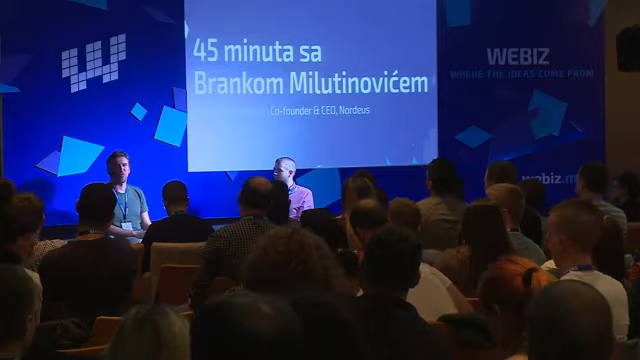 45 minuta sa
Brankom Milutinovićem
Co-founder & CEO, Nordeus
WEBIZ
WHERE THE IDEAS COME FROM
webiz.m